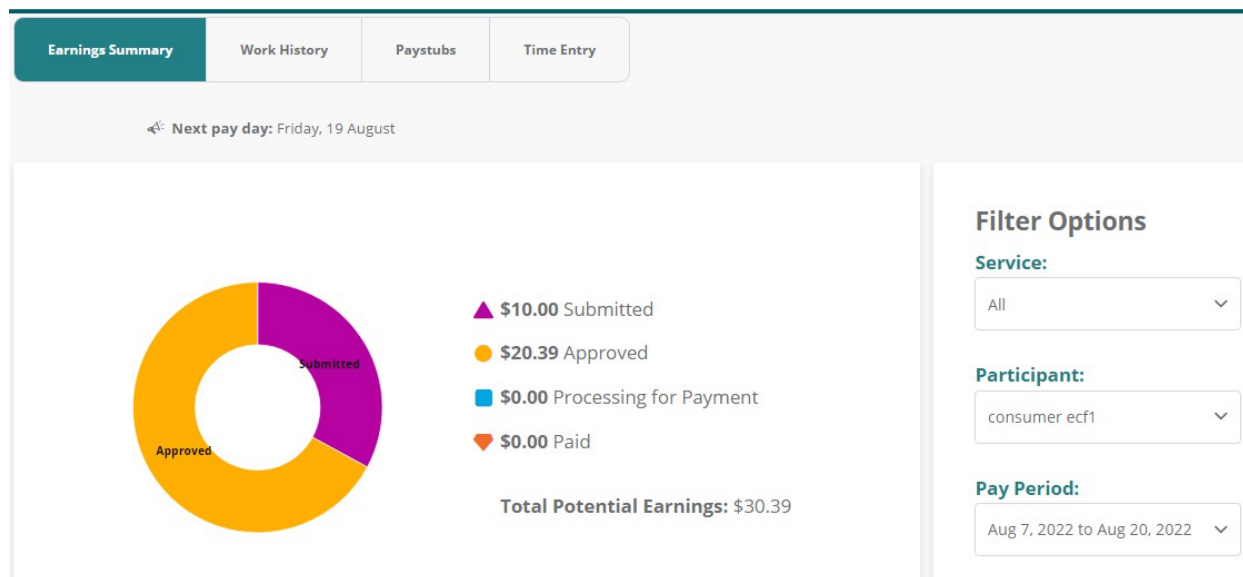 Earnings Summary
Work History
Paystubs
Time Entry
Next pay day: Friday, 19 August
Submitted
Approved
$10.00 Submitted
$20.39 Approved
$0.00 Processing for Payment
$0.00 Paid
Total Potential Earnings: $30.39
Filter Options
Service:
All
Participant:
consumer ecf1
Pay Period:
Aug 7, 2022 to Aug 20, 2022